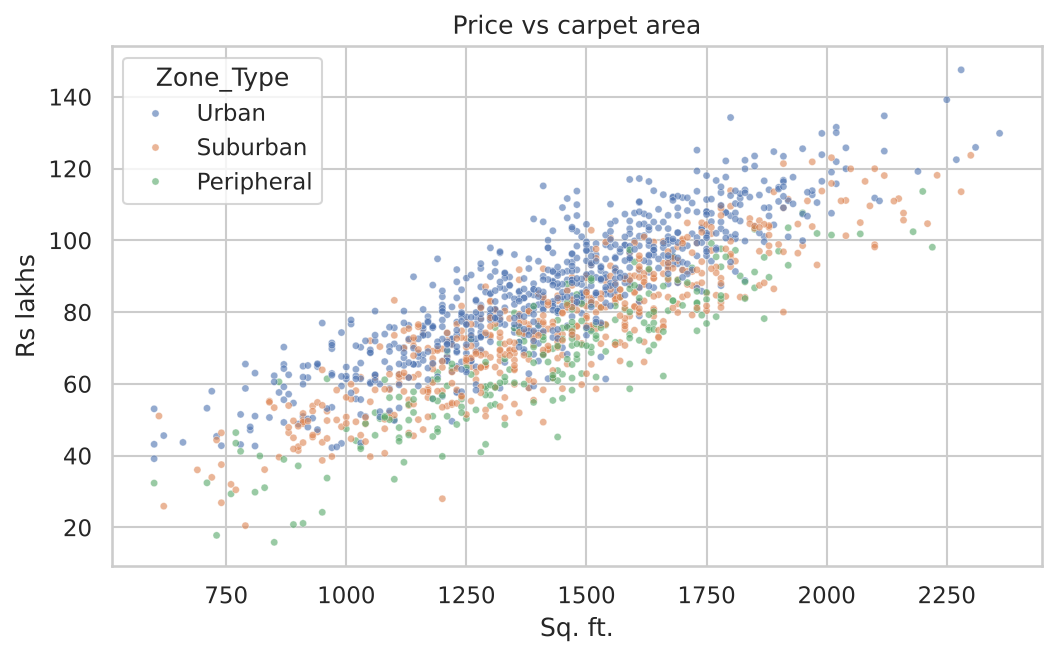 Price vs carpet area
Zone_Type
Urban
Suburban
Peripheral
Rs lakhs
140
120
100
80
60
40
20
750 1000 1250 1500 1750 2000 2250
Sq. ft.